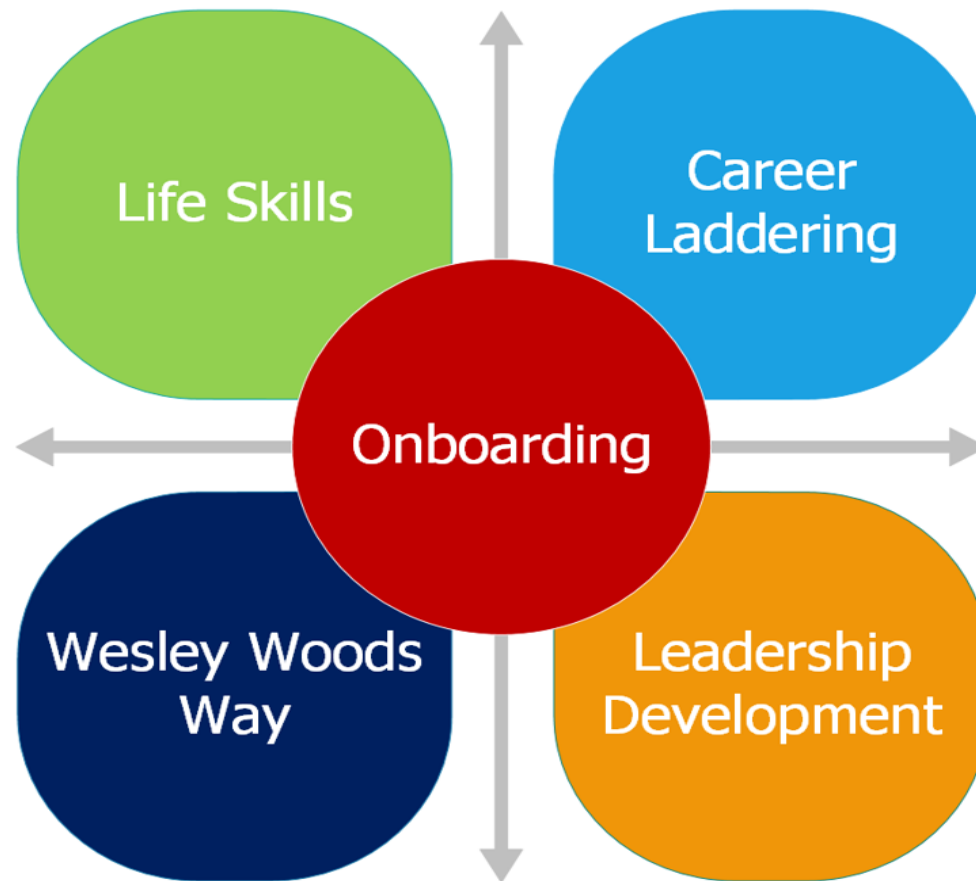 Life Skills
Career
Laddering
Onboarding
Wesley Woods
Way
Leadership
Development